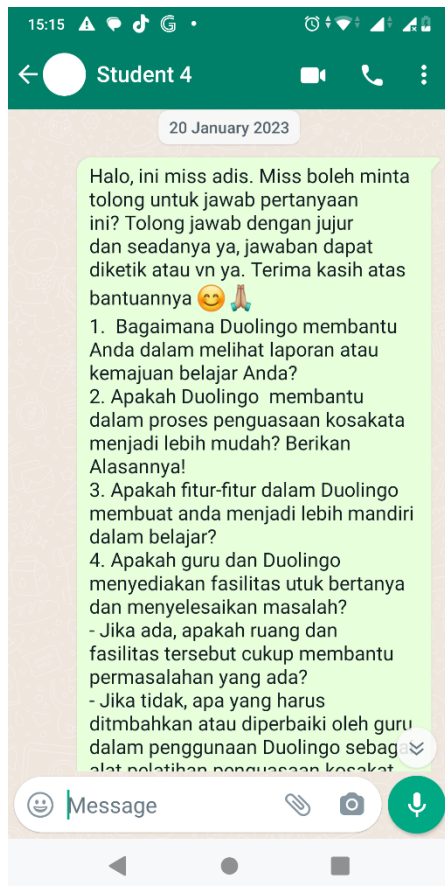 15:15
Student 4
20 January 2023
Halo, ini miss adis. Miss boleh minta
tolong untuk jawab pertanyaan
ini? Tolong jawab dengan jujur
dan seadanya ya, jawaban dapat
diketik atau vn ya. Terima kasih atas
bantuannya 😊 🙏🏽
1.  Bagaimana Duolingo membantu
Anda dalam melihat laporan atau
kemajuan belajar Anda?
2. Apakah Duolingo  membantu
dalam proses penguasaan kosakata
menjadi lebih mudah? Berikan
Alasannya!
3. Apakah fitur-fitur dalam Duolingo
membuat anda menjadi lebih mandiri
dalam belajar?
4. Apakah guru dan Duolingo
menyediakan fasilitas utuk bertanya
dan menyelesaikan masalah?
- Jika ada, apakah ruang dan
fasilitas tersebut cukup membantu
permasalahan yang ada?
- Jika tidak, apa yang harus
ditmbahkan atau diperbaiki oleh guru
dalam penggunaan Duolingo sebaga
alat pelatihan penguasaan kosakat
Message